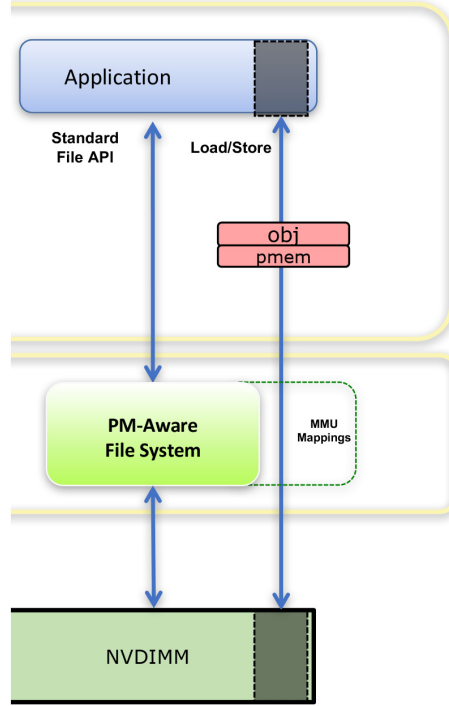 Application
Standard
File API
Load/Store
obj
pmem
PM-Aware
File System
MMU
Mappings
NVDIMM